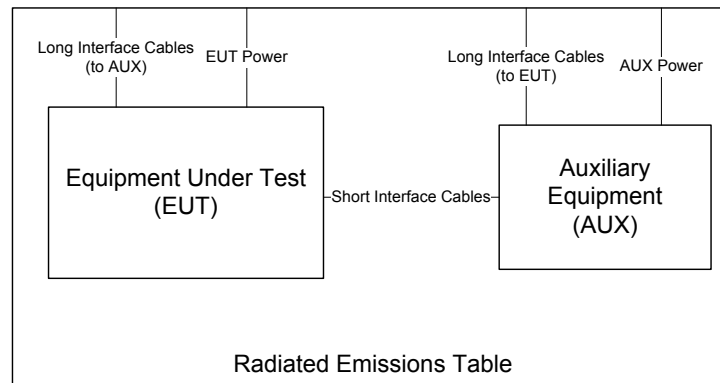 Long Interface Cables
(to AUX)
EUT Power
Long Interface Cables
(to EUT)
AUX Power
Equipment Under Test
(EUT)
Short Interface Cables
Auxiliary
Equipment
(AUX)
Radiated Emissions Table